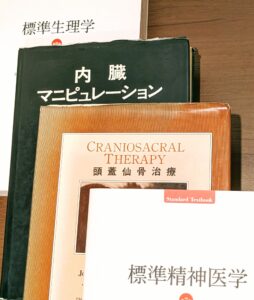 標準生理学
内臓
マニピュレーション
CRANIOSACRAL
THERAPY
頭蓋仙骨治療
Standard Textbook
標準精神医学